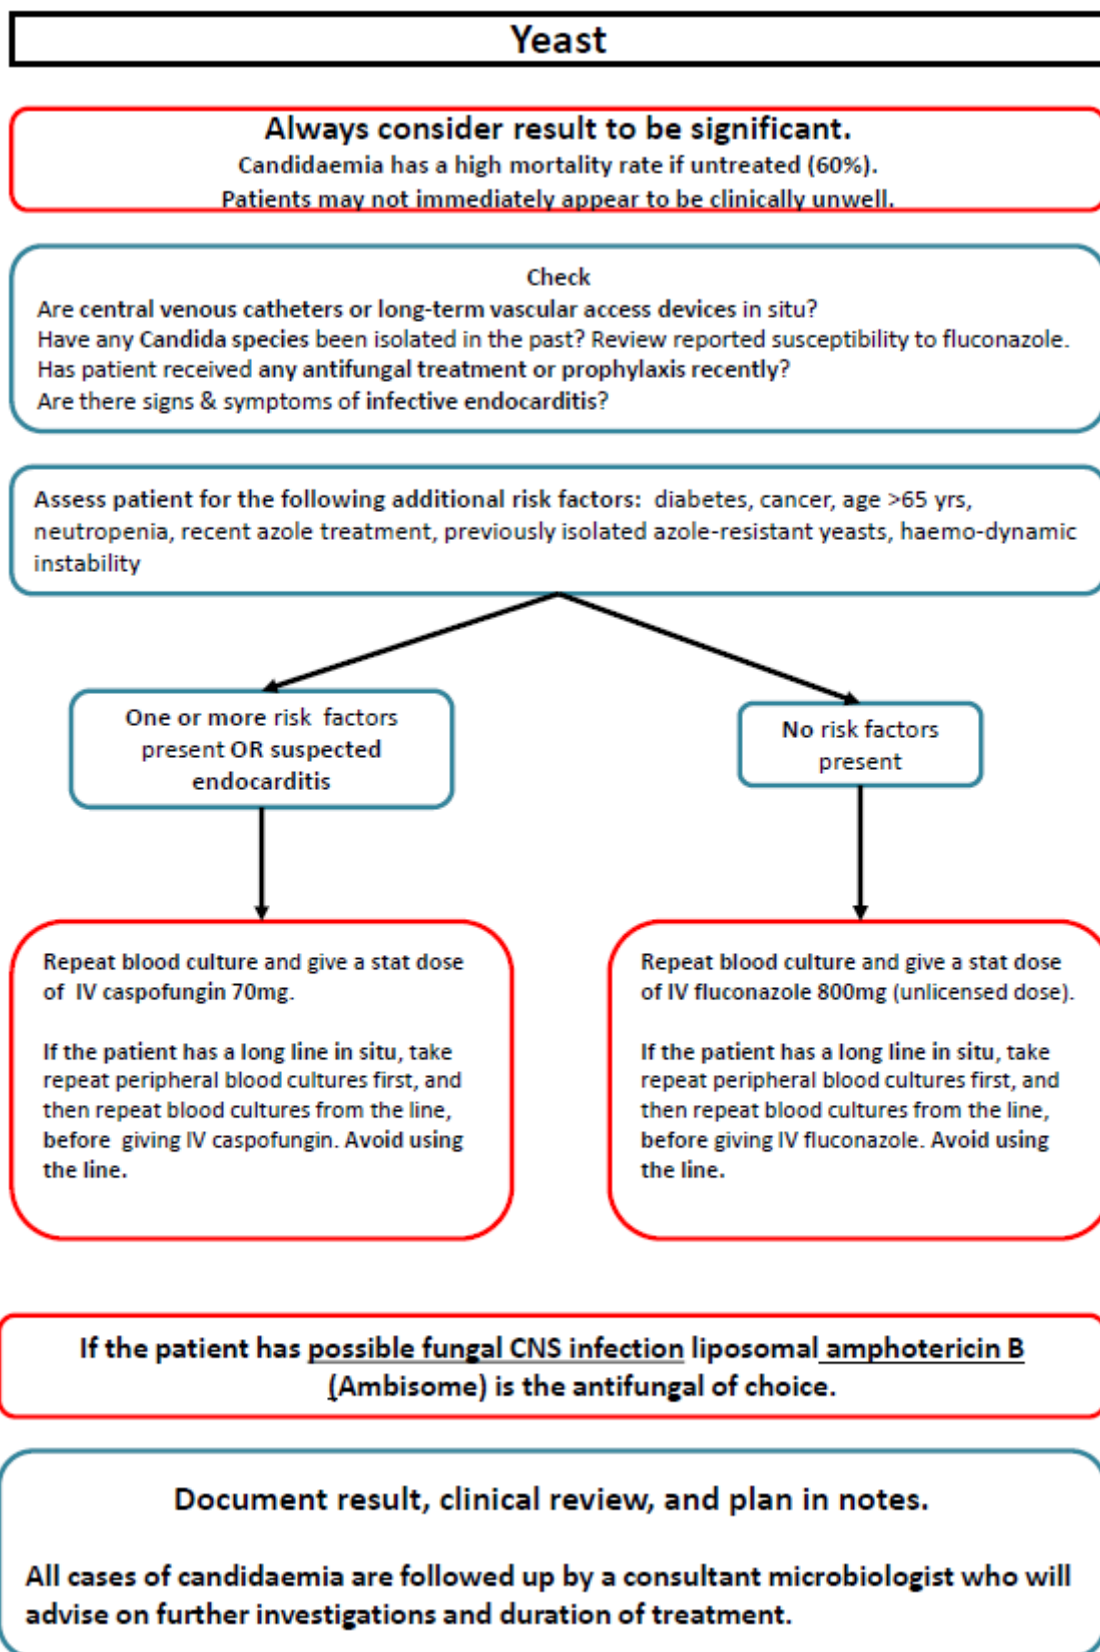 Yeast
Always consider result to be significant.
Candidaemia has a high mortality rate if untreated (60%).
Patients may not immediately appear to be clinically unwell.
Check
Are central venous catheters or long-term vascular access devices in situ?
Have any Candida species been isolated in the past? Review reported susceptibility to fluconazole.
Has patient received any antifungal treatment or prophylaxis recently?
Are there signs & symptoms of infective endocarditis?
Assess patient for the following additional risk factors: diabetes, cancer, age >65 yrs,
neutropenia, recent azole treatment, previously isolated azole-resistant yeasts, haemo-dynamic
instability
One or more risk factors
present OR suspected
endocarditis
No risk factors
present
Repeat blood culture and give a stat dose
of IV caspofungin 70mg.
If the patient has a long line in situ, take
repeat peripheral blood cultures first, and
then repeat blood cultures from the line,
before giving IV caspofungin. Avoid using
the line.
Repeat blood culture and give a stat dose
of IV fluconazole 800mg (unlicensed dose).
If the patient has a long line in situ, take
repeat peripheral blood cultures first, and
then repeat blood cultures from the line,
before giving IV fluconazole. Avoid using
the line.
If the patient has possible fungal CNS infection liposomal amphotericin B
(Ambisome) is the antifungal of choice.
Document result, clinical review, and plan in notes.
All cases of candidaemia are followed up by a consultant microbiologist who will
advise on further investigations and duration of treatment.